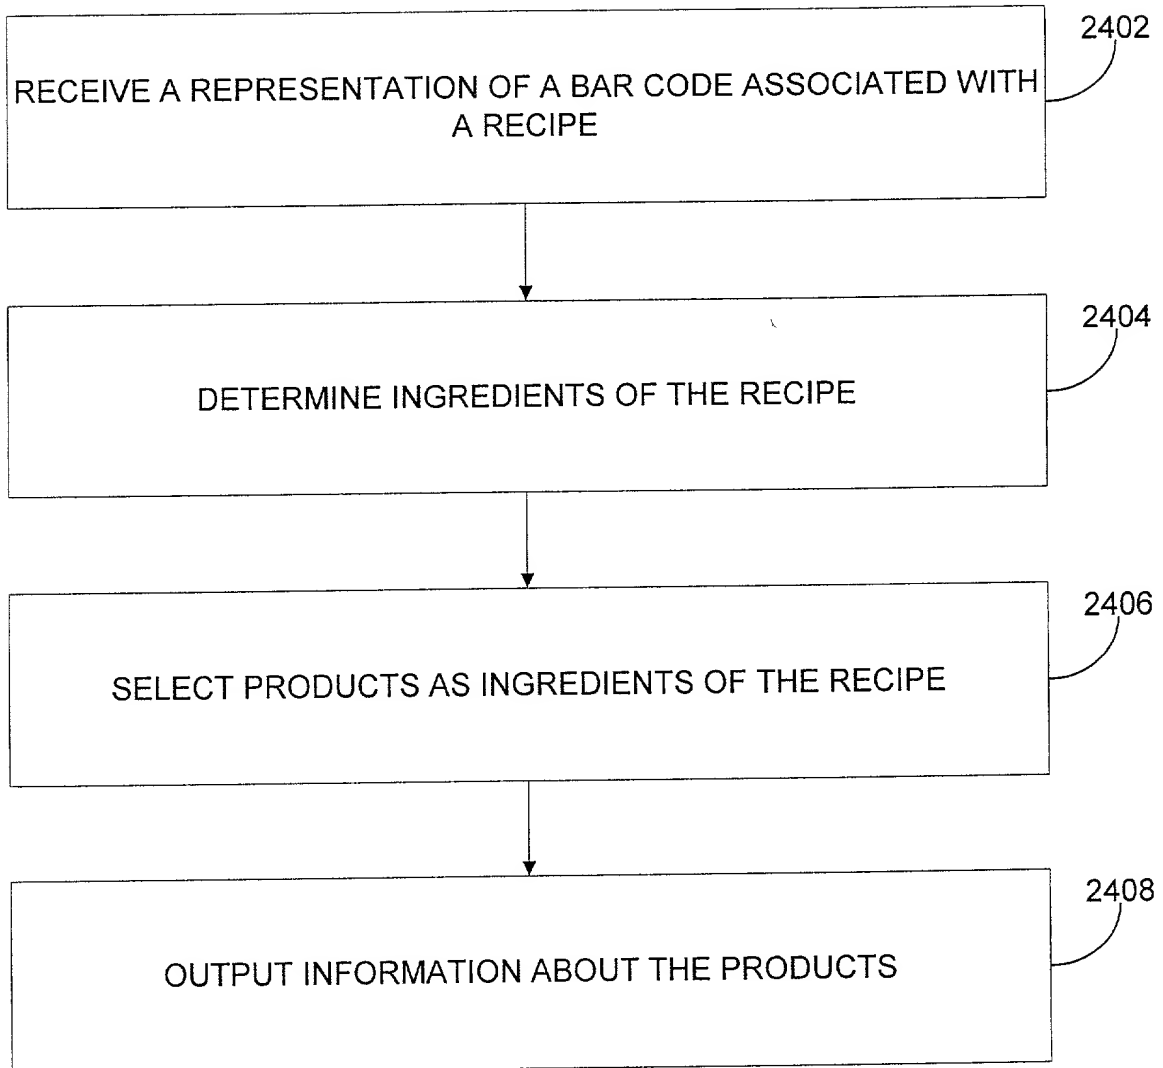 2402
RECEIVE A REPRESENTATION OF A BAR CODE ASSOCIATED WITH
A RECIPE
2404
DETERMINE INGREDIENTS OF THE RECIPE
2406
SELECT PRODUCTS AS INGREDIENTS OF THE RECIPE
2408
OUTPUT INFORMATION ABOUT THE PRODUCTS